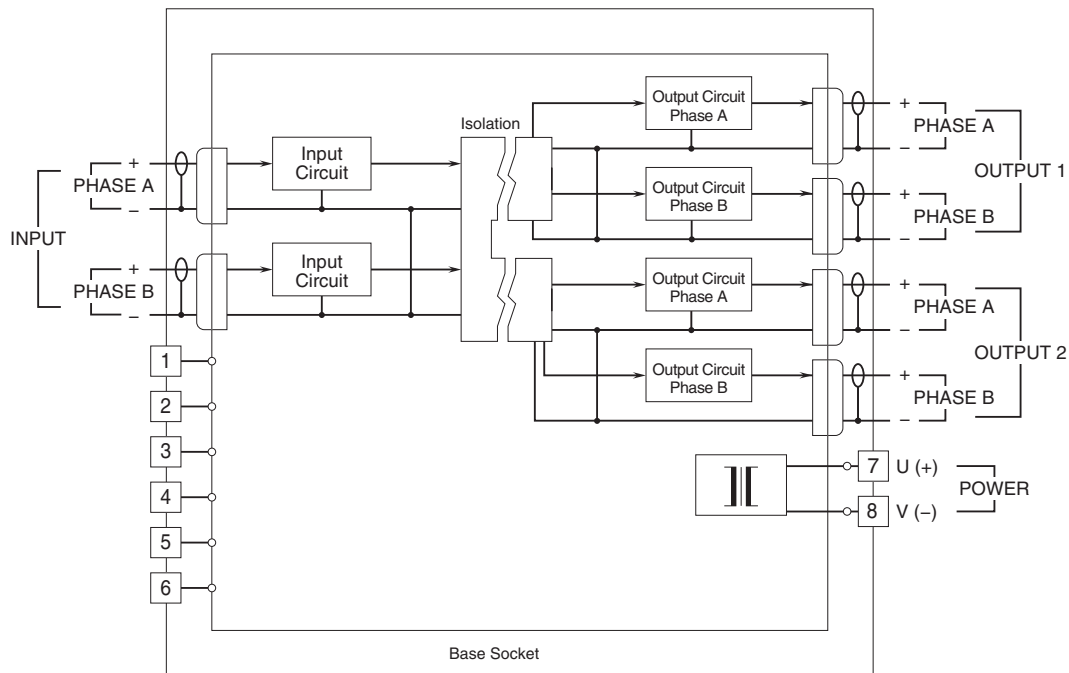 Isolation
Input
Circuit
Input
Circuit
Output Circuit
Phase A
Output Circuit
Phase B
Output Circuit
Phase A
Output Circuit
Phase B
INPUT
+
PHASE A
–
+
PHASE B
–
+
PHASE A
–
+
PHASE B
–
OUTPUT 1
+
PHASE A
–
+
PHASE B
–
OUTPUT 2
1
2
3
4
5
6
7 U (+)
8 V (–)
POWER
Base Socket